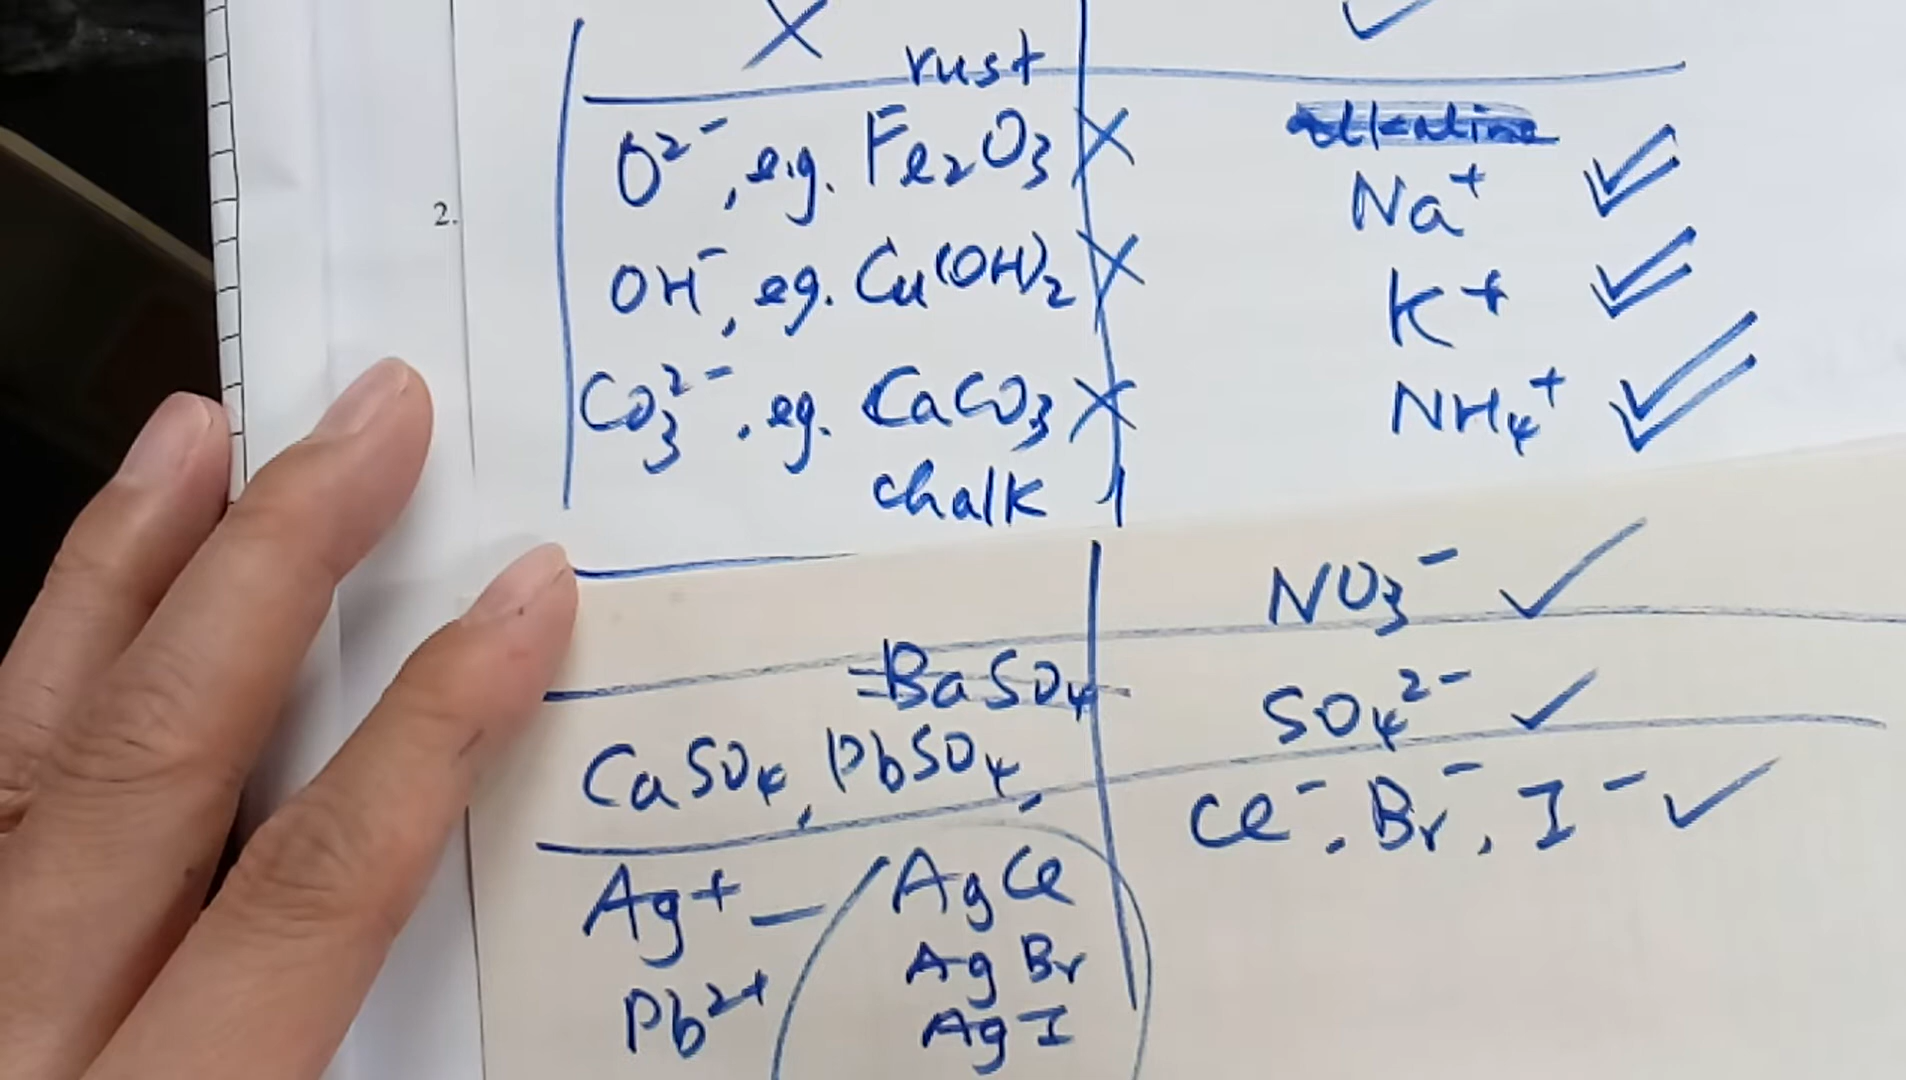 rust
O²⁻, e.g. Fe₂O₃
alkaline
Na⁺
2.
OH⁻, eg. Cu(OH)₂
K⁺
CO₃²⁻, eg. CaCO₃
NH₄⁺
chalk
NO₃⁻
BaSO₄
SO₄²⁻
CaSO₄, PbSO₄,
Cl⁻, Br⁻, I⁻
Ag⁺ — AgCl
AgBr
Pb²⁺
AgI